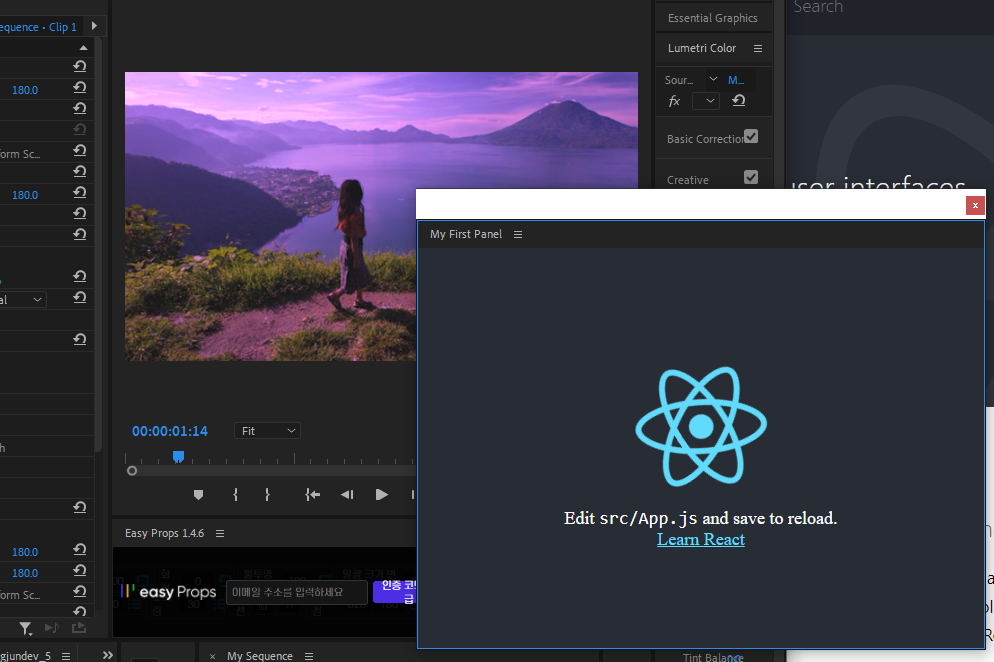 equence • Clip 1
180.0
orm Sc...
180.0
al
h
180.0
180.0
orm Sc...
gjundev_5
00:00:01:14
Fit
Easy Props 1.4.6
easy Props
이메일 주소를 입력하세요
인증 코드
급
× My Sequence
Essential Graphics
Lumetri Color
Sour...
M...
fx
Basic Correction
Creative
Tint Balance
Search
user interfaces
x
My First Panel
Edit src/App.js and save to reload.
Learn React